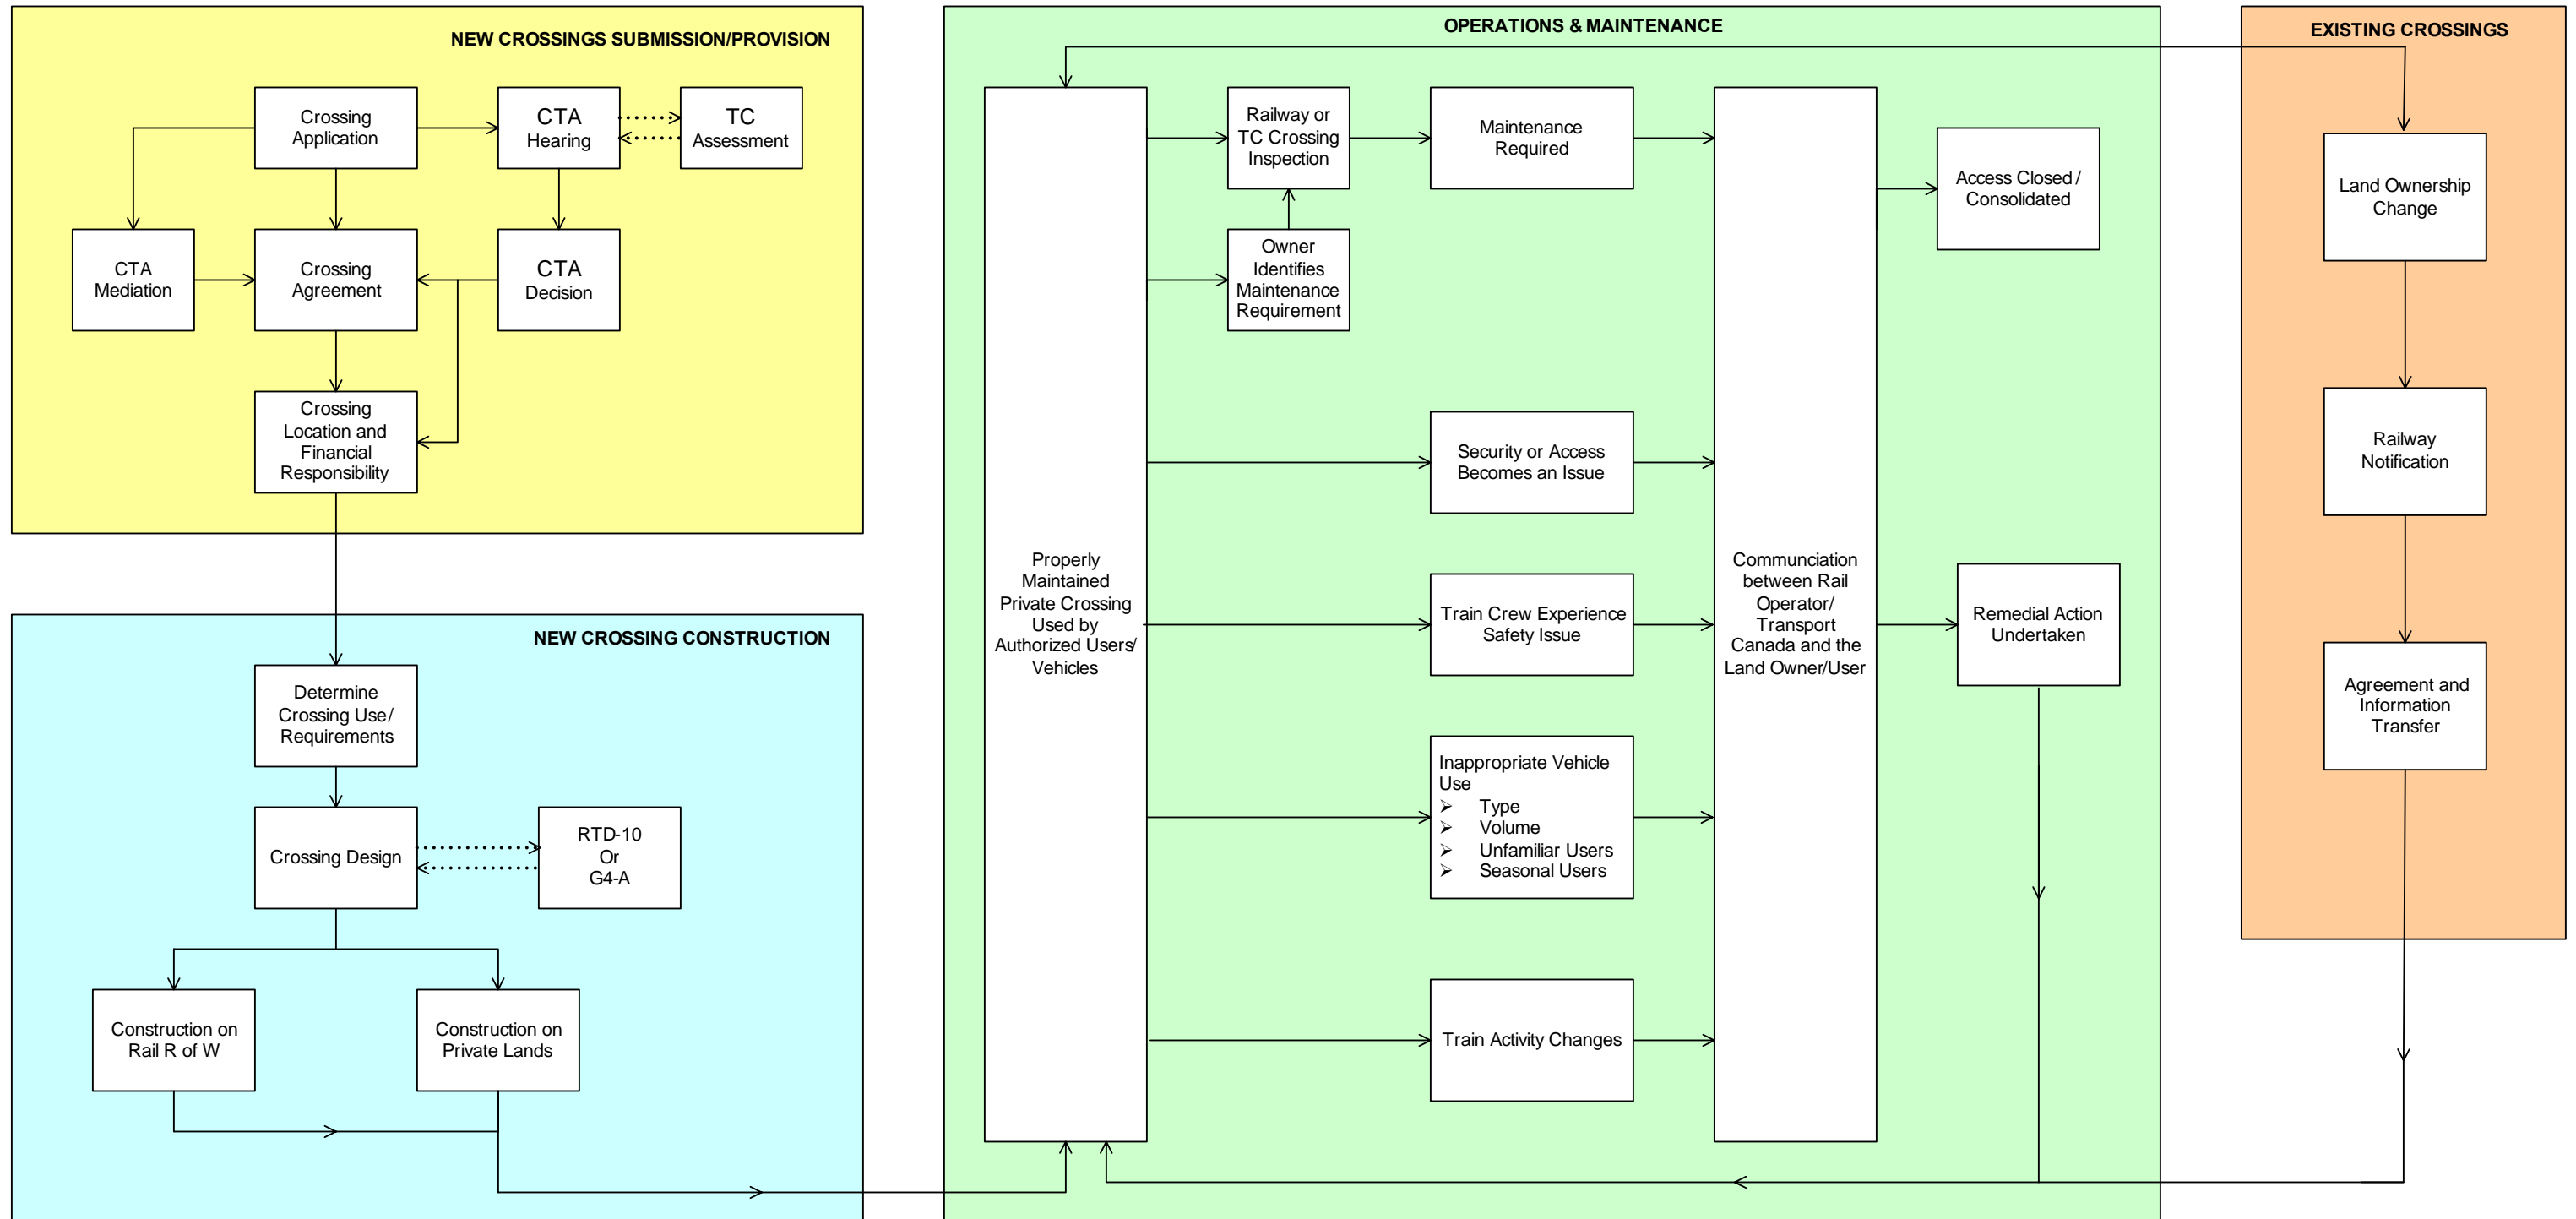 NEW CROSSINGS SUBMISSION/PROVISION
Crossing
Application
CTA
Hearing
TC
Assessment
CTA
Mediation
Crossing
Agreement
CTA
Decision
Crossing
Location and
Financial
Responsibility
NEW CROSSING CONSTRUCTION
Determine
Crossing Use/
Requirements
Crossing Design
RTD-10
Or
G4-A
Construction on
Rail R of W
Construction on
Private Lands
OPERATIONS & MAINTENANCE
Properly
Maintained
Private Crossing
Used by
Authorized Users/
Vehicles
Railway or
TC Crossing
Inspection
Maintenance
Required
Owner
Identifies
Maintenance
Requirement
Security or Access
Becomes an Issue
Train Crew Experience
Safety Issue
Inappropriate Vehicle
Use
➢ Type
➢ Volume
➢ Unfamiliar Users
➢ Seasonal Users
Train Activity Changes
Communciation
between Rail
Operator/
Transport
Canada and the
Land Owner/User
Access Closed /
Consolidated
Remedial Action
Undertaken
EXISTING CROSSINGS
Land Ownership
Change
Railway
Notification
Agreement and
Information
Transfer